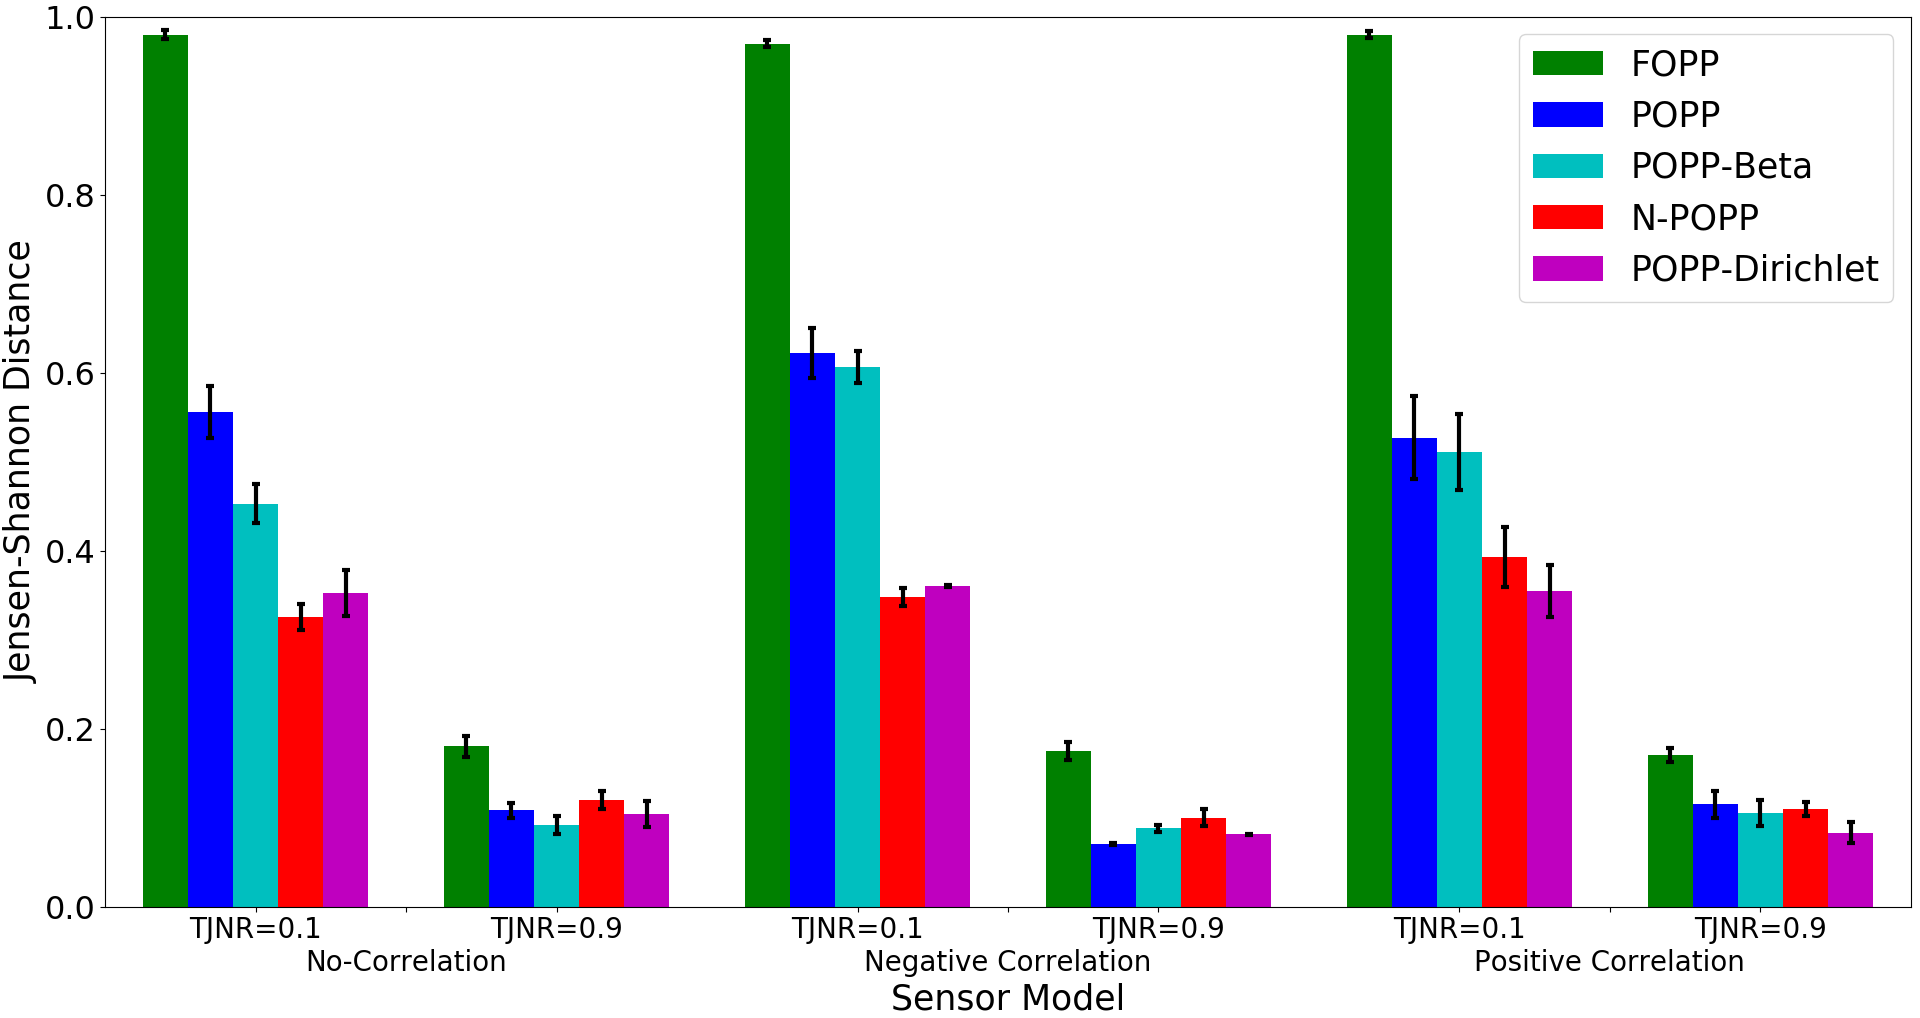 Jensen-Shannon Distance
1.0
0.8
0.6
0.4
0.2
0.0
FOPP
POPP
POPP-Beta
N-POPP
POPP-Dirichlet
TJNR=0.1 TJNR=0.9 TJNR=0.1 TJNR=0.9 TJNR=0.1 TJNR=0.9
No-Correlation Negative Correlation Positive Correlation
Sensor Model